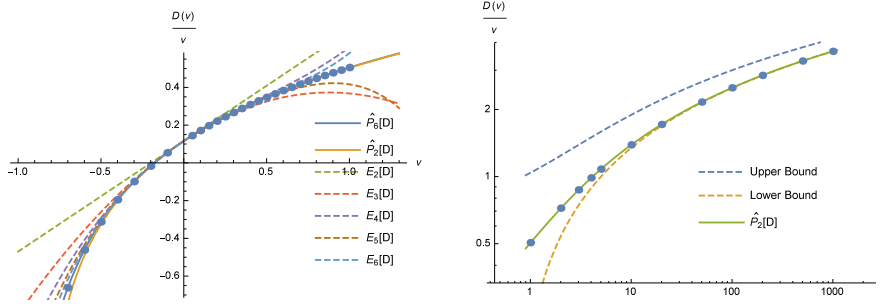 D(v)
v
0.4
0.2
-1.0
-0.5
0.5
1.0
v
-0.2
-0.4
-0.6
P̂₆[D]
P̂₂[D]
E₂[D]
E₃[D]
E₄[D]
E₅[D]
E₆[D]
D(v)
v
2
1
0.5
1
10
100
1000
v
Upper Bound
Lower Bound
P̂₂[D]